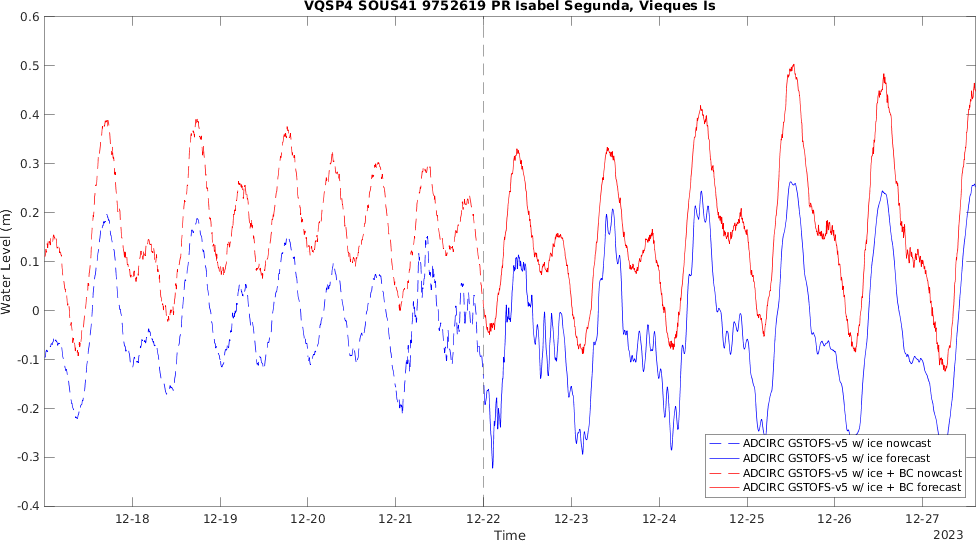 VQSP4 SOUS41 9752619 PR Isabel Segunda, Vieques Is
0.6
0.5
0.4
0.3
0.2
0.1
0
-0.1
-0.2
-0.3
-0.4
Water Level (m)
ADCIRC GSTOFS-v5 w/ ice nowcast
ADCIRC GSTOFS-v5 w/ ice forecast
ADCIRC GSTOFS-v5 w/ ice + BC nowcast
ADCIRC GSTOFS-v5 w/ ice + BC forecast
12-18 12-19 12-20 12-21 12-22 12-23 12-24 12-25 12-26 12-27
Time
2023